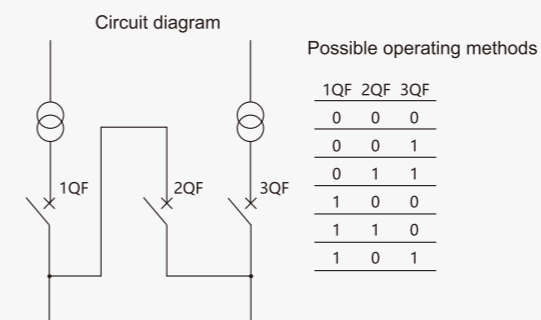 Circuit diagram
1QF
2QF
3QF
Possible operating methods
1QF 2QF 3QF
0 0 0
0 0 1
0 1 1
1 0 0
1 1 0
1 0 1